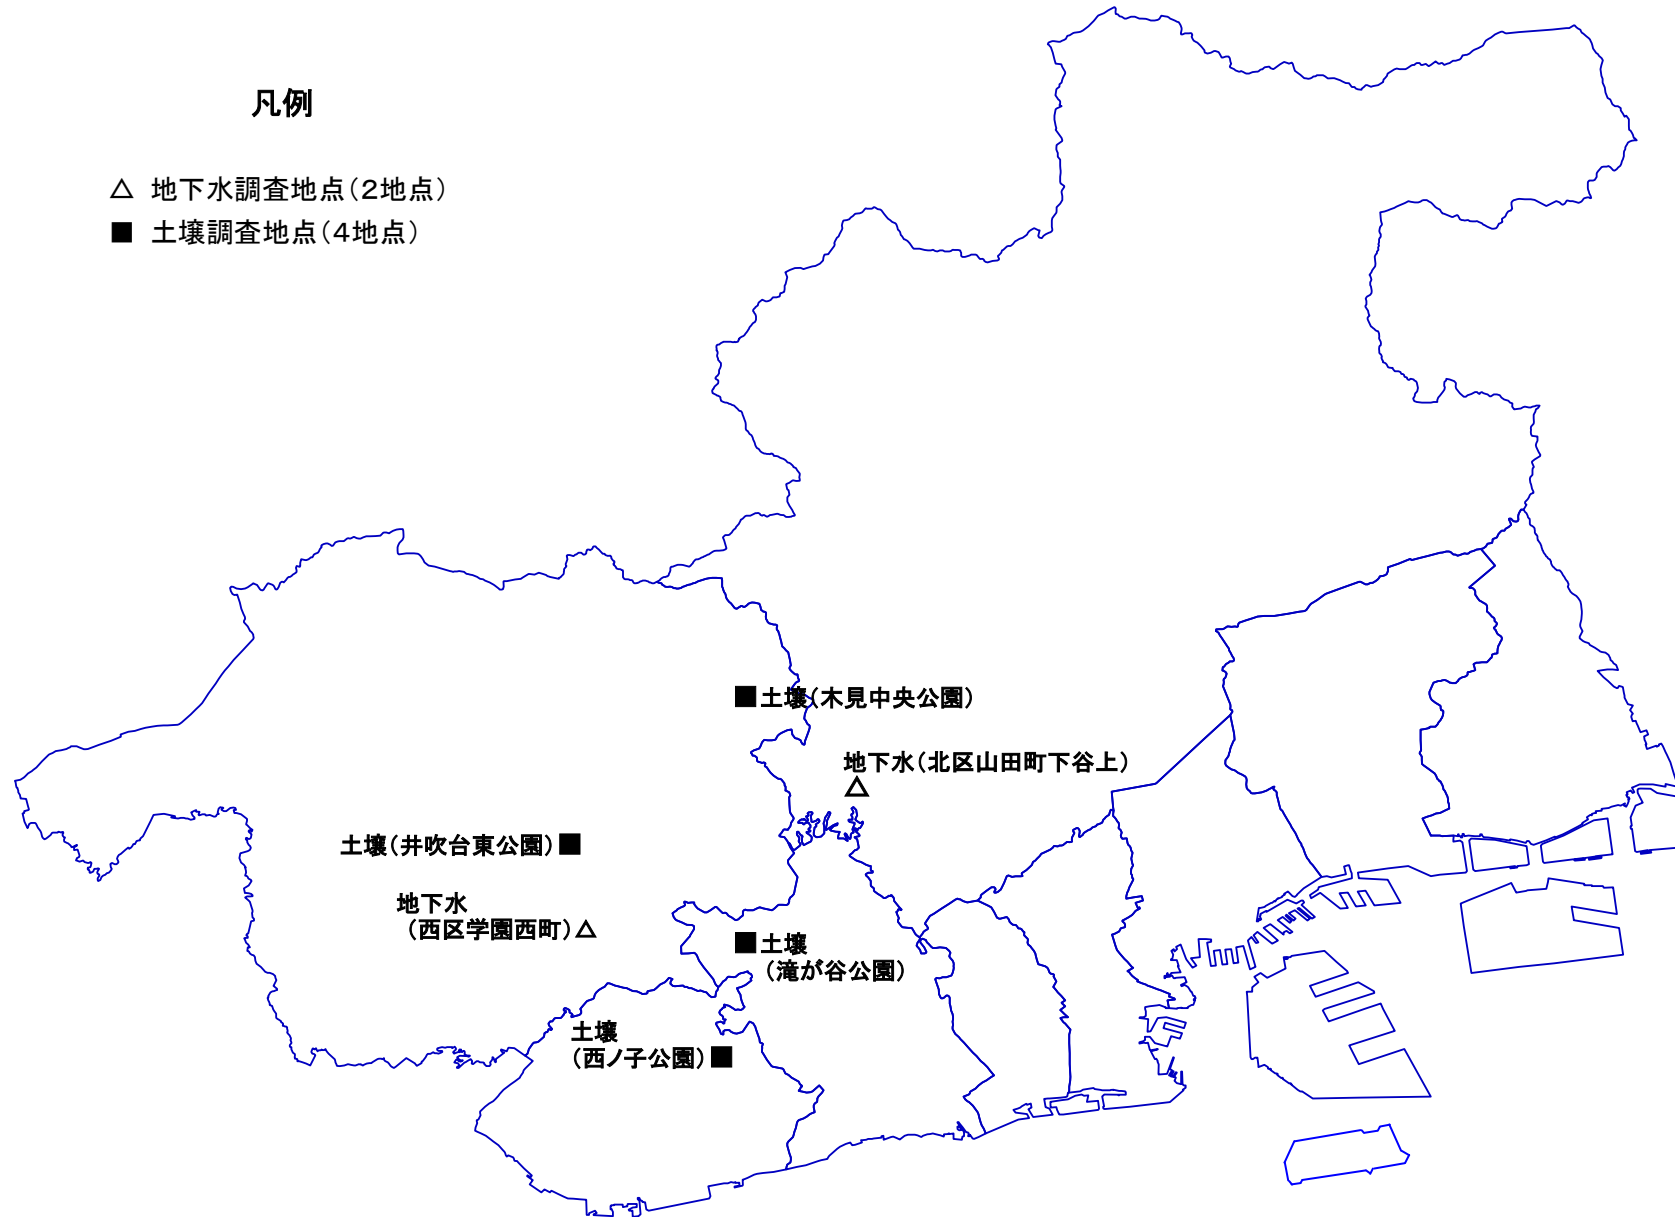 凡例
△ 地下水調査地点(2地点)
■ 土壌調査地点(4地点)
■土壌(木見中央公園)
地下水(北区山田町下谷上)
△
土壌(井吹台東公園)■
地下水
(西区学園西町)△
■土壌
(滝が谷公園)
土壌
(西ノ子公園)■